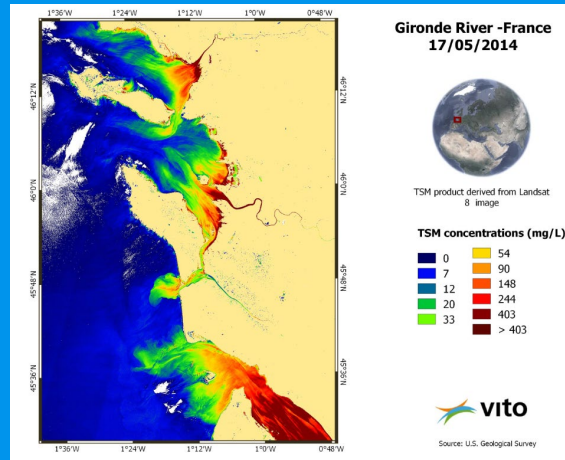 1°36'W 1°24'W 1°12'W 1°0'W 0°48'W
46°12'N 46°12'N
46°0'N 46°0'N
45°48'N 45°48'N
45°36'N 45°36'N
1°36'W 1°24'W 1°12'W 1°0'W 0°48'W
Gironde River -France
17/05/2014
TSM product derived from Landsat
8 image
TSM concentrations (mg/L)
0
7
12
20
33
54
90
148
244
403
> 403
vito
Source: U.S. Geological Survey